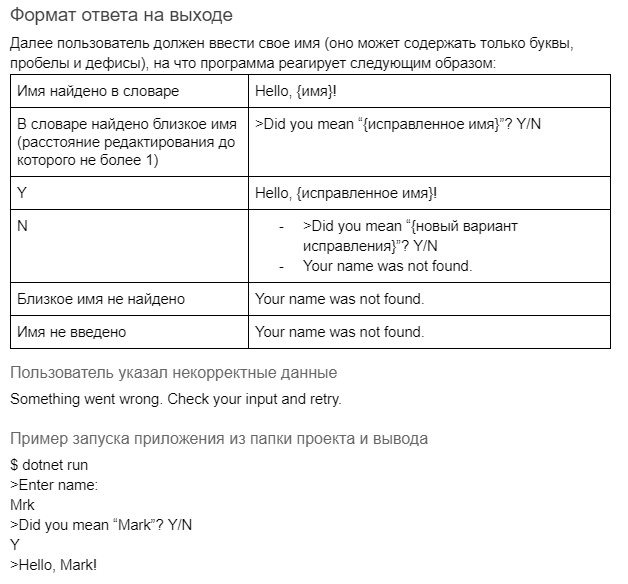 Формат ответа на выходе
Далее пользователь должен ввести свое имя (оно может содержать только буквы,
пробелы и дефисы), на что программа реагирует следующим образом:
Имя найдено в словаре
Hello, {имя}!
В словаре найдено близкое имя
(расстояние редактирования до
которого не более 1)
>Did you mean “{исправленное имя}”? Y/N
Y
Hello, {исправленное имя}!
N
- >Did you mean “{новый вариант
исправления}”? Y/N
- Your name was not found.
Близкое имя не найдено
Your name was not found.
Имя не введено
Your name was not found.
Пользователь указал некорректные данные
Something went wrong. Check your input and retry.
Пример запуска приложения из папки проекта и вывода
$ dotnet run
>Enter name:
Mrk
>Did you mean “Mark”? Y/N
Y
>Hello, Mark!